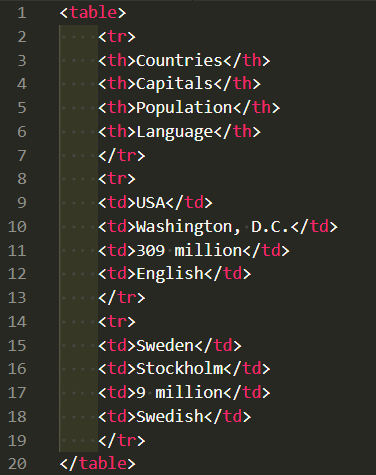 1 <table>
2 <tr>
3 <th>Countries</th>
4 <th>Capitals</th>
5 <th>Population</th>
6 <th>Language</th>
7 </tr>
8 <tr>
9 <td>USA</td>
10 <td>Washington, D.C.</td>
11 <td>309 million</td>
12 <td>English</td>
13 </tr>
14 <tr>
15 <td>Sweden</td>
16 <td>Stockholm</td>
17 <td>9 million</td>
18 <td>Swedish</td>
19 </tr>
20 </table>